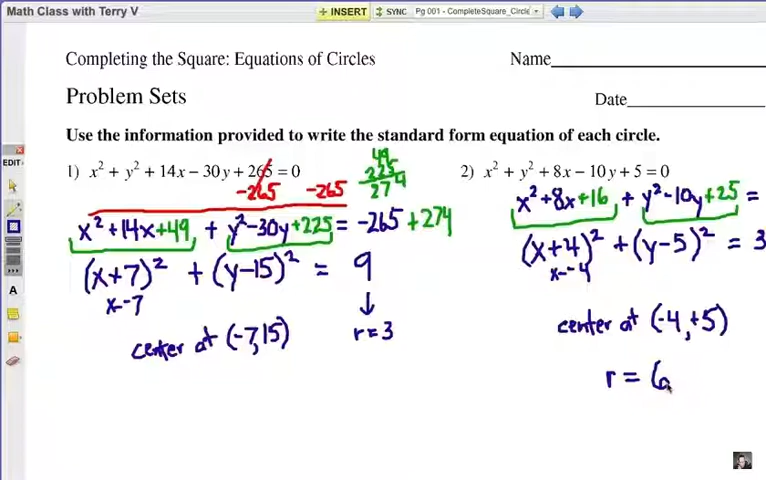 Math Class with Terry V + INSERT SYNC Pg 001 - CompleteSquare_Circle
Completing the Square: Equations of Circles Name
Problem Sets Date
Use the information provided to write the standard form equation of each circle.
EDIT
1) x² + y² + 14x − 30y + 265 = 0
-265 -265
49
225
274
x² + 14x + 49 + y² - 30y + 225 = -265 + 274
(x+7)² + (y-15)² = 9
x--7
↓
center at (-7,15) r=3
2) x² + y² + 8x − 10y + 5 = 0
x² + 8x + 16 + y² - 10y + 25 =
(x+4)² + (y-5)² = 3
x--4
center at (-4,+5)
r = 6
A